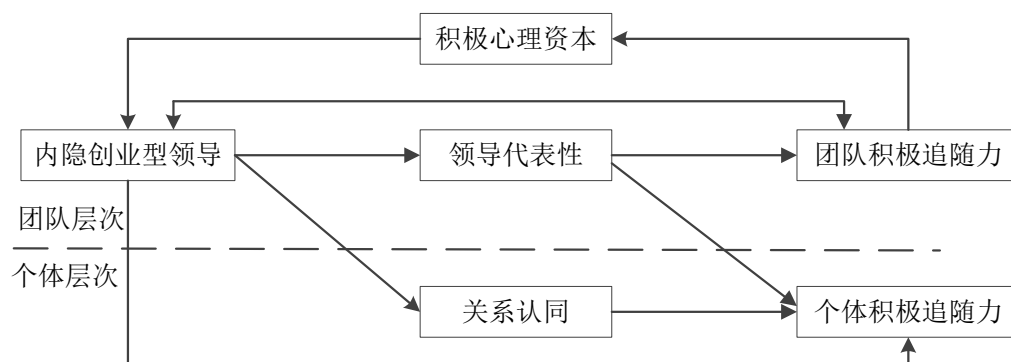 积极心理资本
内隐创业型领导
领导代表性
团队积极追随力
团队层次
个体层次
关系认同
个体积极追随力